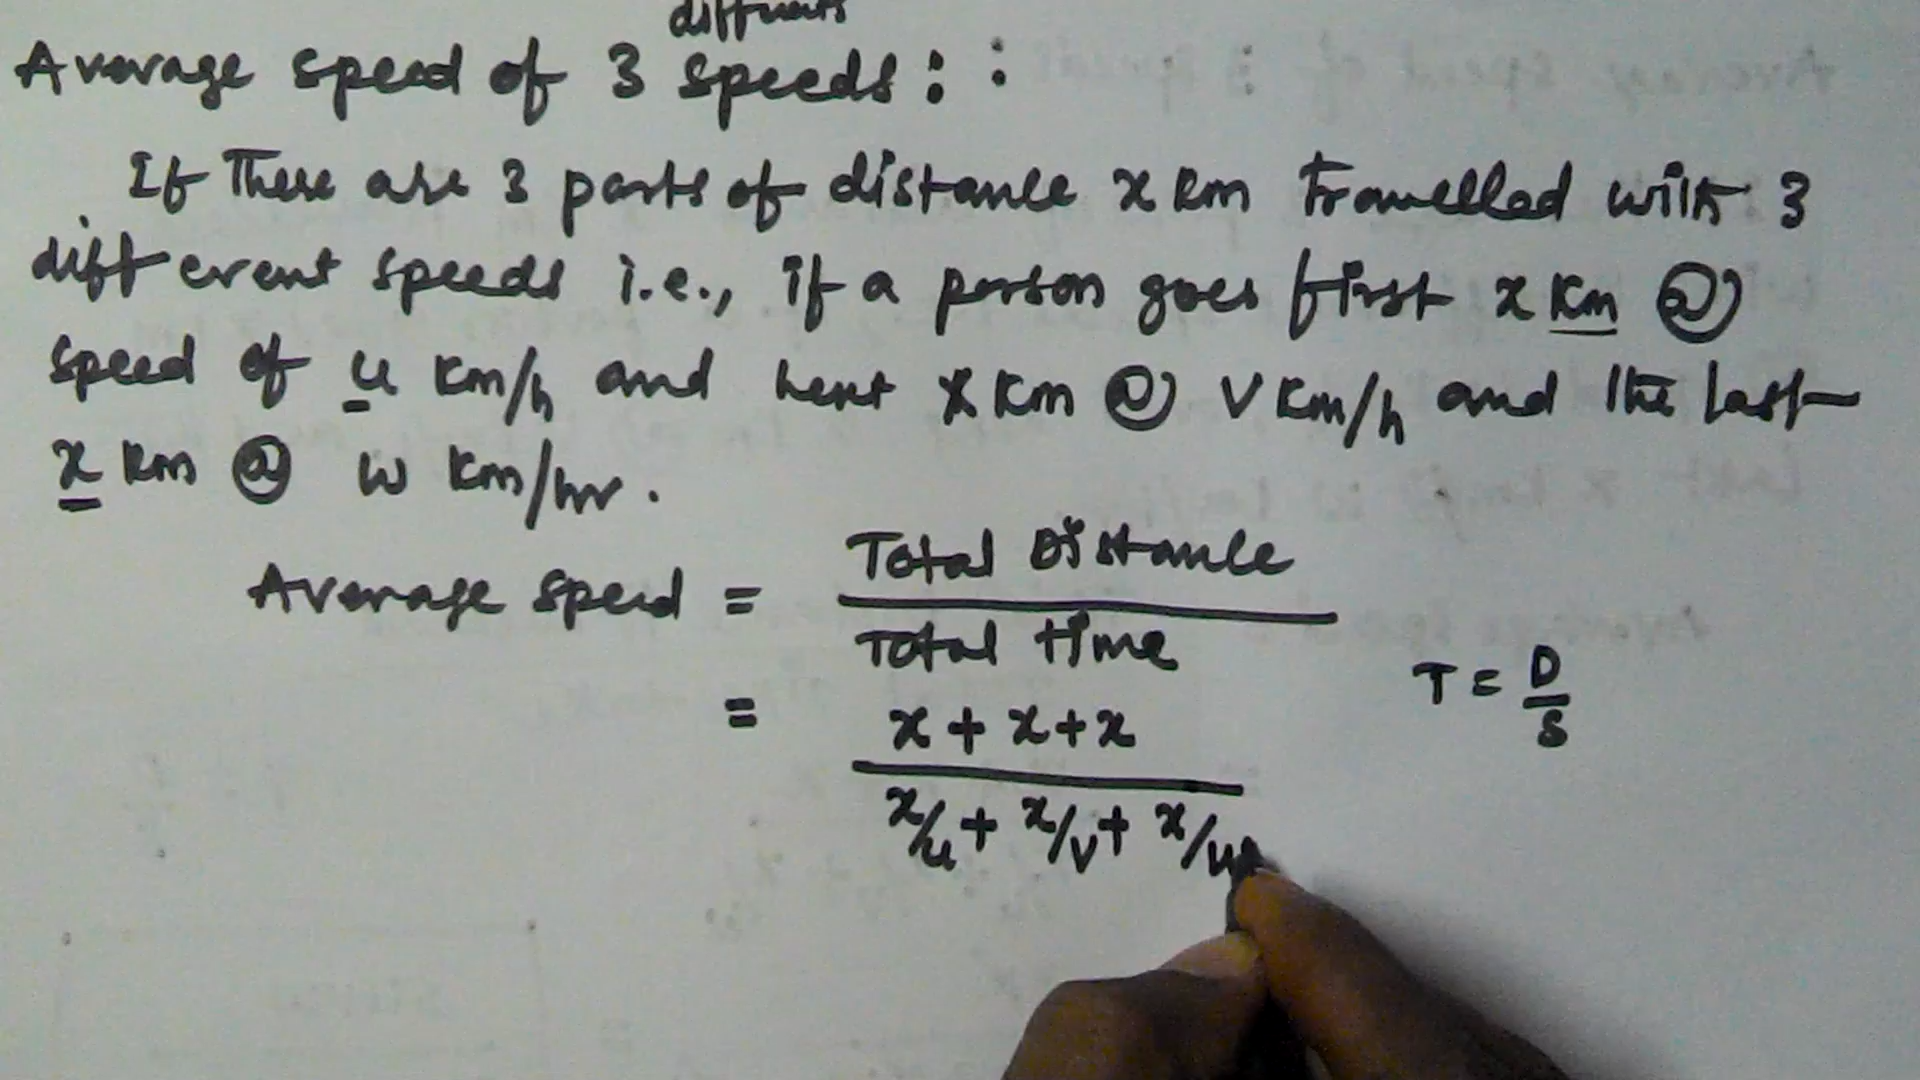 different
Average speed of 3 speeds : :
If there are 3 parts of distance x km travelled with 3
different speeds i.e., if a person goes first x km @
speed of u km/h and next x km @ v km/h and the last
x km @ w km/hr.
Average speed = Total Distance
Total time
T = D/S
= x + x + x
x/u + x/v + x/w